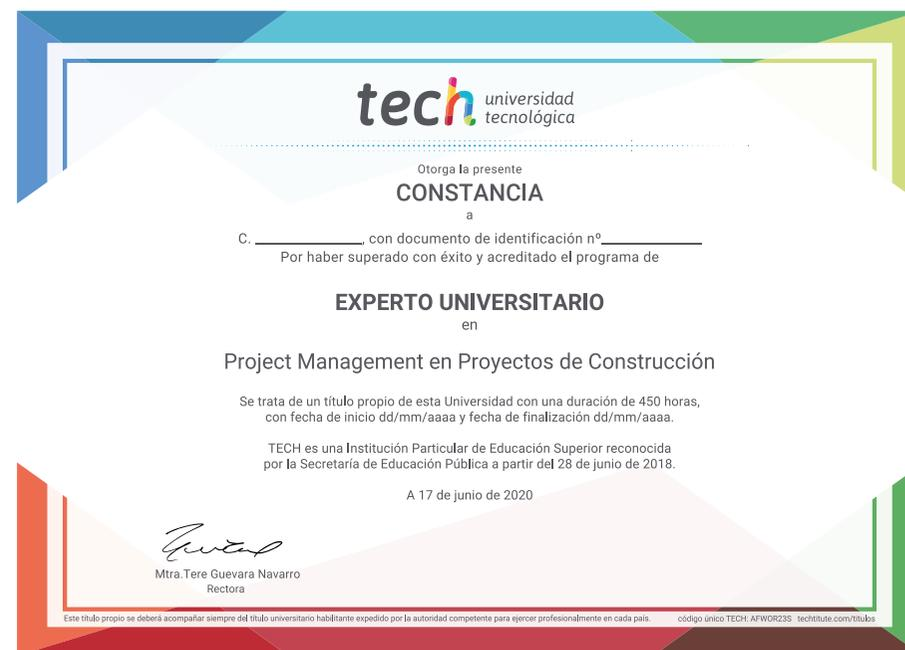 tech universidad
tecnológica
Otorga la presente
CONSTANCIA
a
C. ____________, con documento de identificación nº____________
Por haber superado con éxito y acreditado el programa de
EXPERTO UNIVERSITARIO
en
Project Management en Proyectos de Construcción
Se trata de un título propio de esta Universidad con una duración de 450 horas,
con fecha de inicio dd/mm/aaaa y fecha de finalización dd/mm/aaaa.
TECH es una Institución Particular de Educación Superior reconocida
por la Secretaría de Educación Pública a partir del 28 de junio de 2018.
A 17 de junio de 2020
Mtra.Tere Guevara Navarro
Rectora
Este título propio se deberá acompañar siempre del título universitario habilitante expedido por la autoridad competente para ejercer profesionalmente en cada país. código único TECH: AFWOR23S techtitute.com/titulos